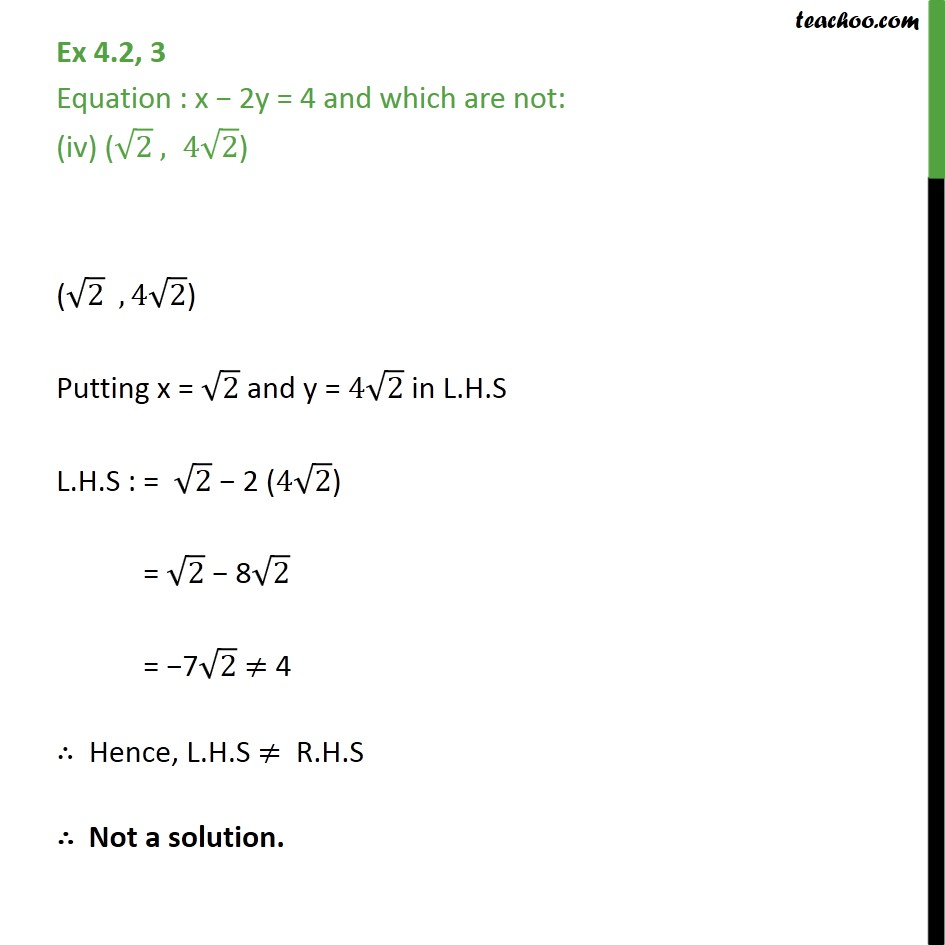 teachoo.com
Ex 4.2, 3
Equation : x − 2y = 4 and which are not:
(iv) (√2 , 4√2)
(√2 , 4√2)
Putting x = √2 and y = 4√2 in L.H.S
L.H.S : = √2 − 2 (4√2)
= √2 − 8√2
= −7√2 ≠ 4
∴ Hence, L.H.S ≠ R.H.S
∴ Not a solution.